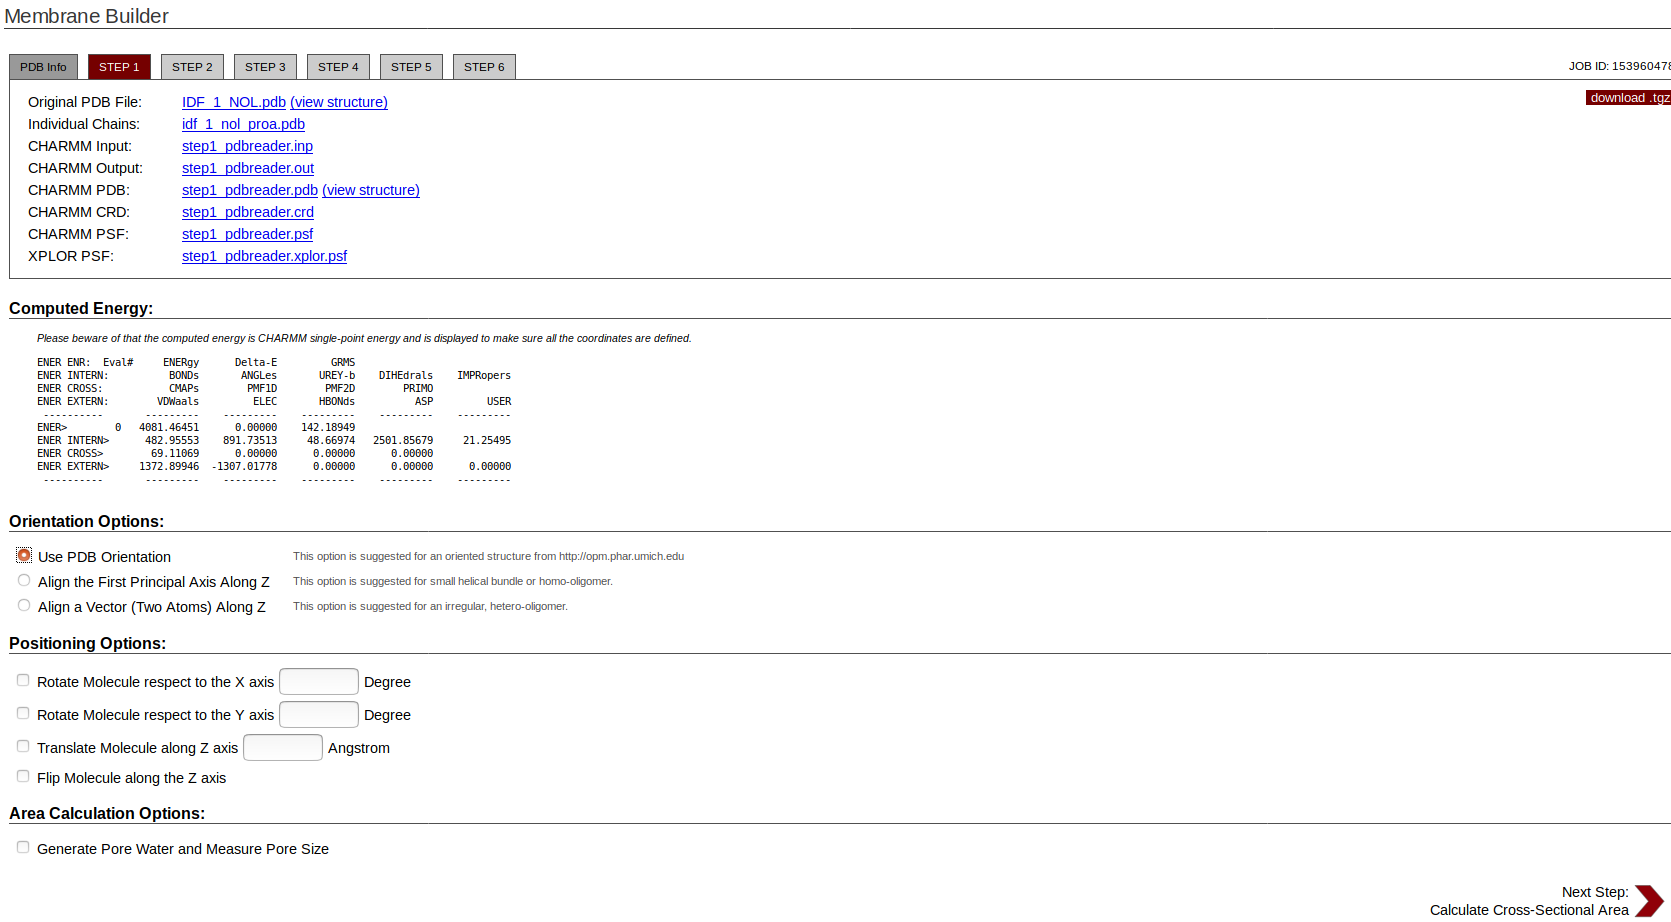 Membrane Builder
PDB Info STEP 1 STEP 2 STEP 3 STEP 4 STEP 5 STEP 6 JOB ID: 153960478
download .tgz
Original PDB File: IDF_1_NOL.pdb (view structure)
Individual Chains: idf_1_nol_proa.pdb
CHARMM Input: step1_pdbreader.inp
CHARMM Output: step1_pdbreader.out
CHARMM PDB: step1_pdbreader.pdb (view structure)
CHARMM CRD: step1_pdbreader.crd
CHARMM PSF: step1_pdbreader.psf
XPLOR PSF: step1_pdbreader.xplor.psf
Computed Energy:
Please beware of that the computed energy is CHARMM single-point energy and is displayed to make sure all the coordinates are defined.
ENER ENR: Eval# ENERgy Delta-E GRMS
ENER INTERN: BONDs ANGLes UREY-b DIHEdrals IMPRopers
ENER CROSS: CMAPs PMF1D PMF2D PRIMO
ENER EXTERN: VDWaals ELEC HBONds ASP USER
---------- --------- --------- --------- --------- ---------
ENER> 0 4081.46451 0.00000 142.18949
ENER INTERN> 482.95553 891.73513 48.66974 2501.85679 21.25495
ENER CROSS> 69.11069 0.00000 0.00000 0.00000
ENER EXTERN> 1372.89946 -1307.01778 0.00000 0.00000 0.00000
---------- --------- --------- --------- --------- ---------
Orientation Options:
Use PDB Orientation This option is suggested for an oriented structure from http://opm.phar.umich.edu
Align the First Principal Axis Along Z This option is suggested for small helical bundle or homo-oligomer.
Align a Vector (Two Atoms) Along Z This option is suggested for an irregular, hetero-oligomer.
Positioning Options:
Rotate Molecule respect to the X axis Degree
Rotate Molecule respect to the Y axis Degree
Translate Molecule along Z axis Angstrom
Flip Molecule along the Z axis
Area Calculation Options:
Generate Pore Water and Measure Pore Size
Next Step:
Calculate Cross-Sectional Area